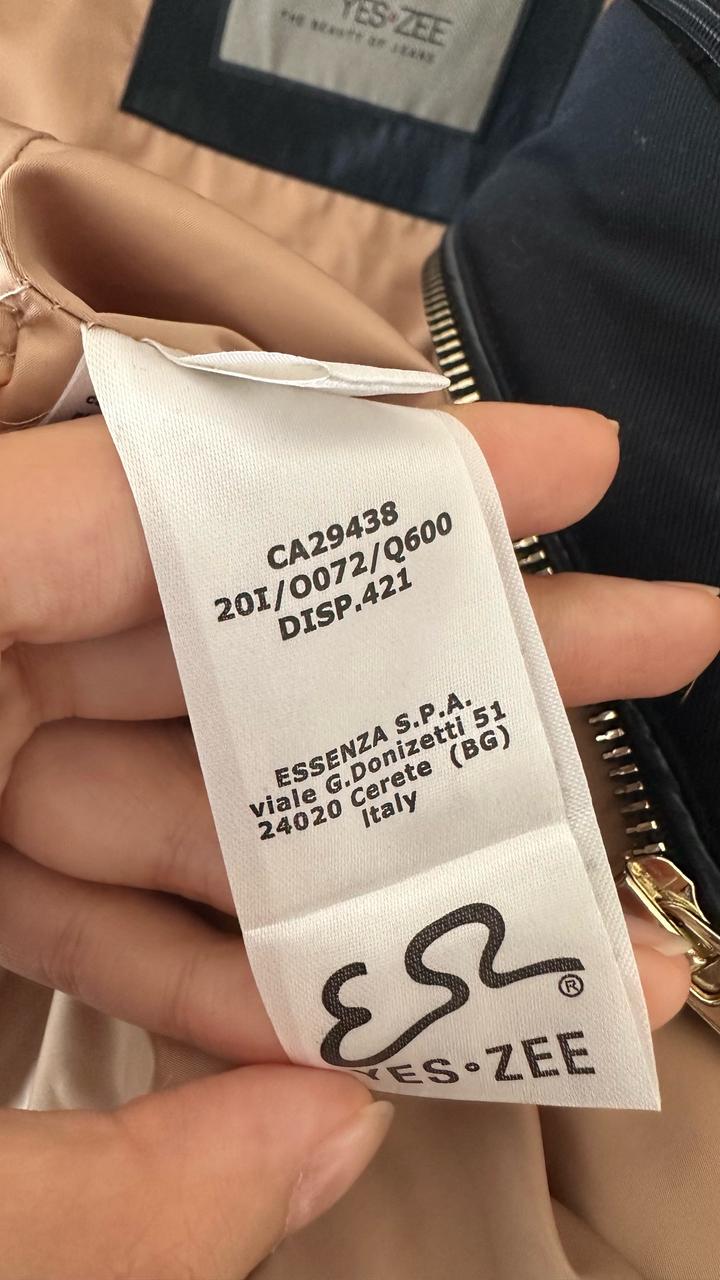 YES•ZEE
THE BEAUTY OF JEANS
CA29438
20I/O072/Q600
DISP.421
ESSENZA S.P.A.
viale G.Donizetti 51
24020 Cerete (BG)
Italy
®
YES•ZEE